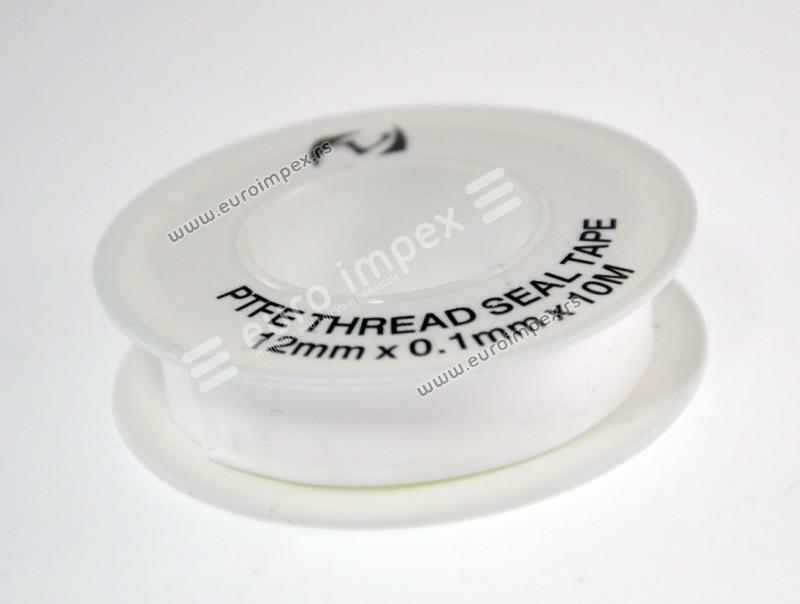 www.euroimpex.rs
euro impex
PTFE THREAD SEAL TAPE
12mm x 0.1mm x 10M
www.euroimpex.rs